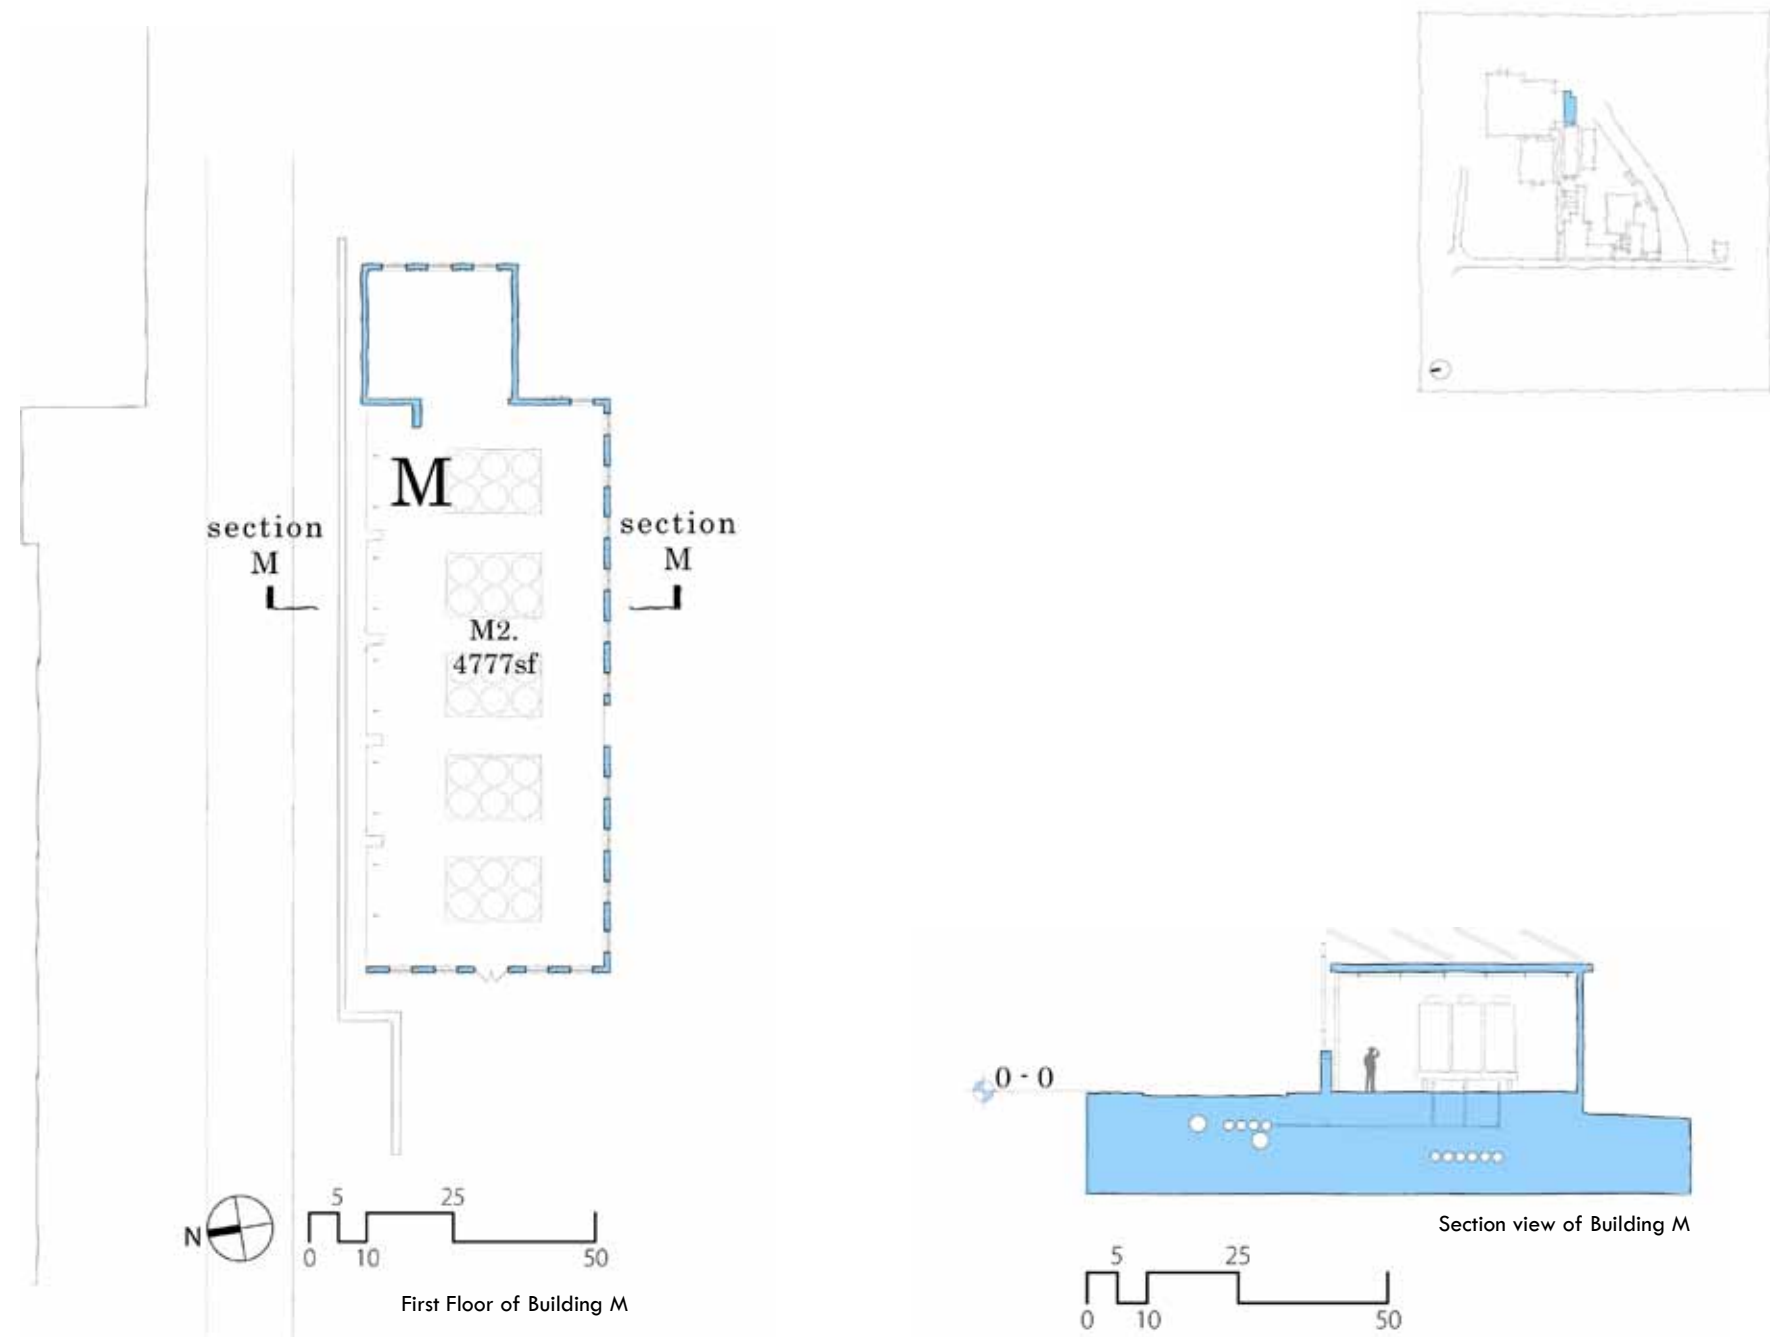 M
section
M
section
M
M2.
4777sf
0 - 0
N
5
25
0
10
50
First Floor of Building M
Section view of Building M
5
25
0
10
50